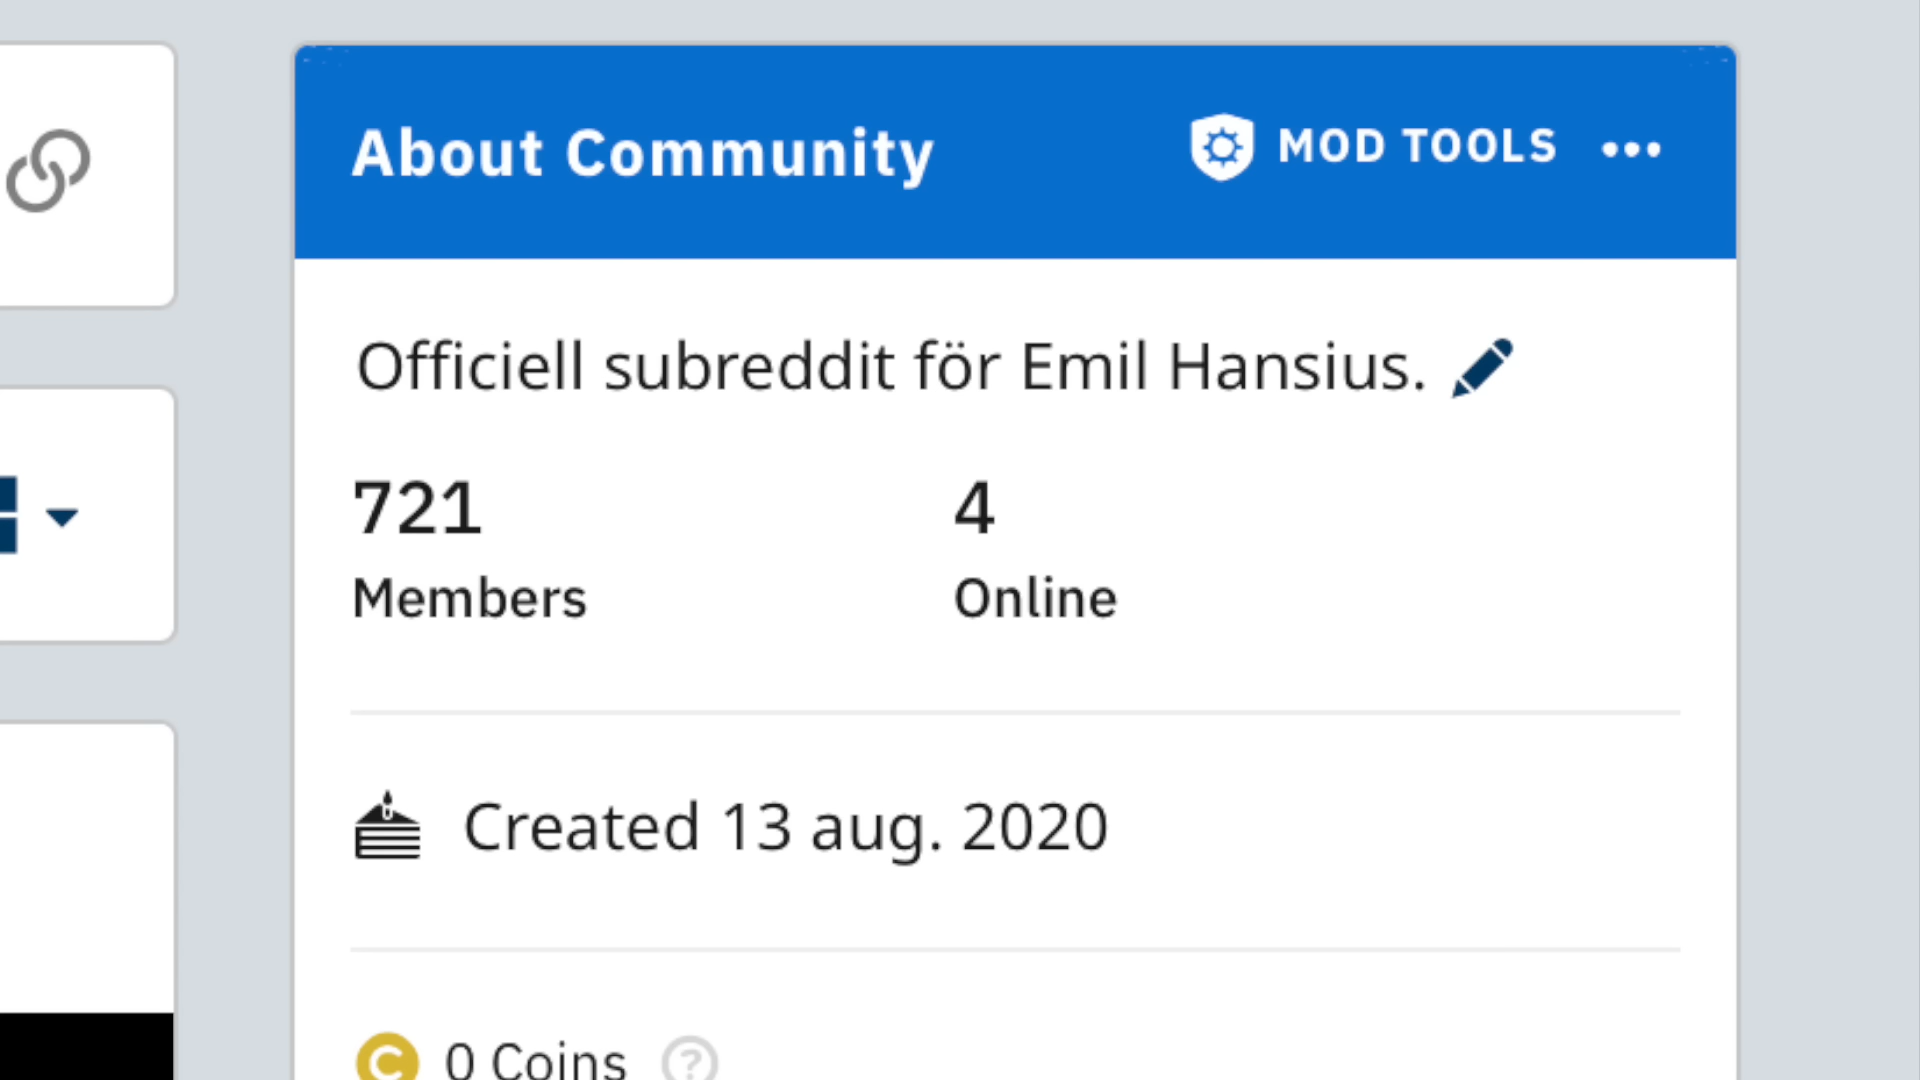 About Community
MOD TOOLS
Officiell subreddit för Emil Hansius.
721
4
Members
Online
Created 13 aug. 2020
0 Coins